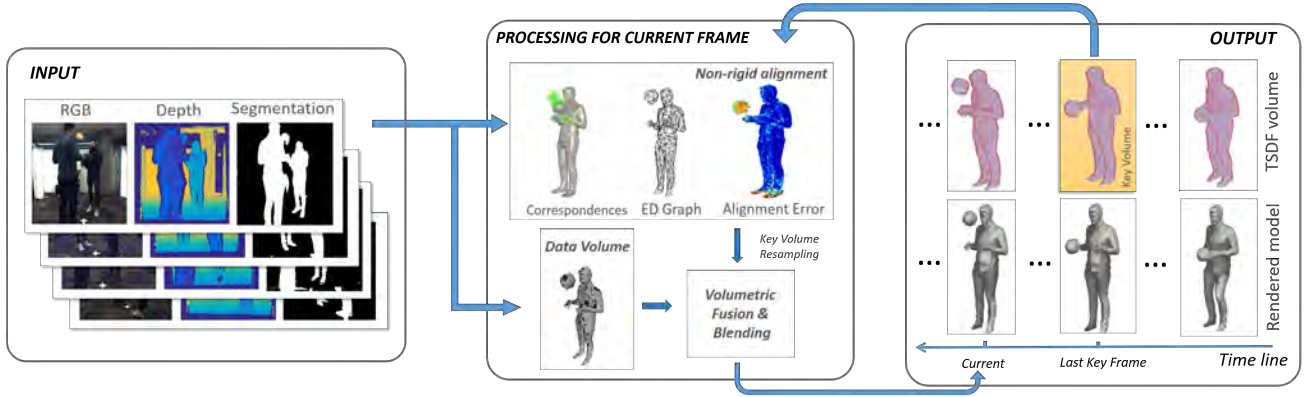 INPUT
RGB
Depth
Segmentation
PROCESSING FOR CURRENT FRAME
Non-rigid alignment
Correspondences
ED Graph
Alignment Error
Data Volume
Key Volume
Resampling
Volumetric
Fusion &
Blending
OUTPUT
...
...
...
Key Volume
TSDF volume
...
...
...
Rendered model
Current
Last Key Frame
Time line